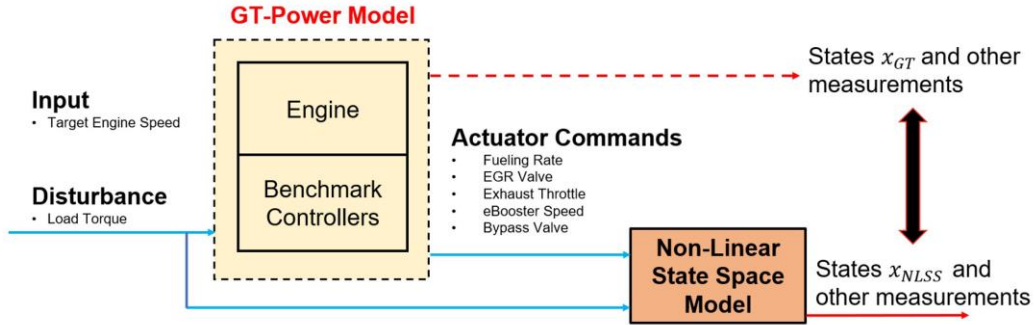 GT-Power Model
Input
• Target Engine Speed
Disturbance
• Load Torque
Engine
Benchmark
Controllers
Actuator Commands
• Fueling Rate
• EGR Valve
• Exhaust Throttle
• eBooster Speed
• Bypass Valve
Non-Linear
State Space
Model
States x_GT and other
measurements
States x_NLSS and
other measurements